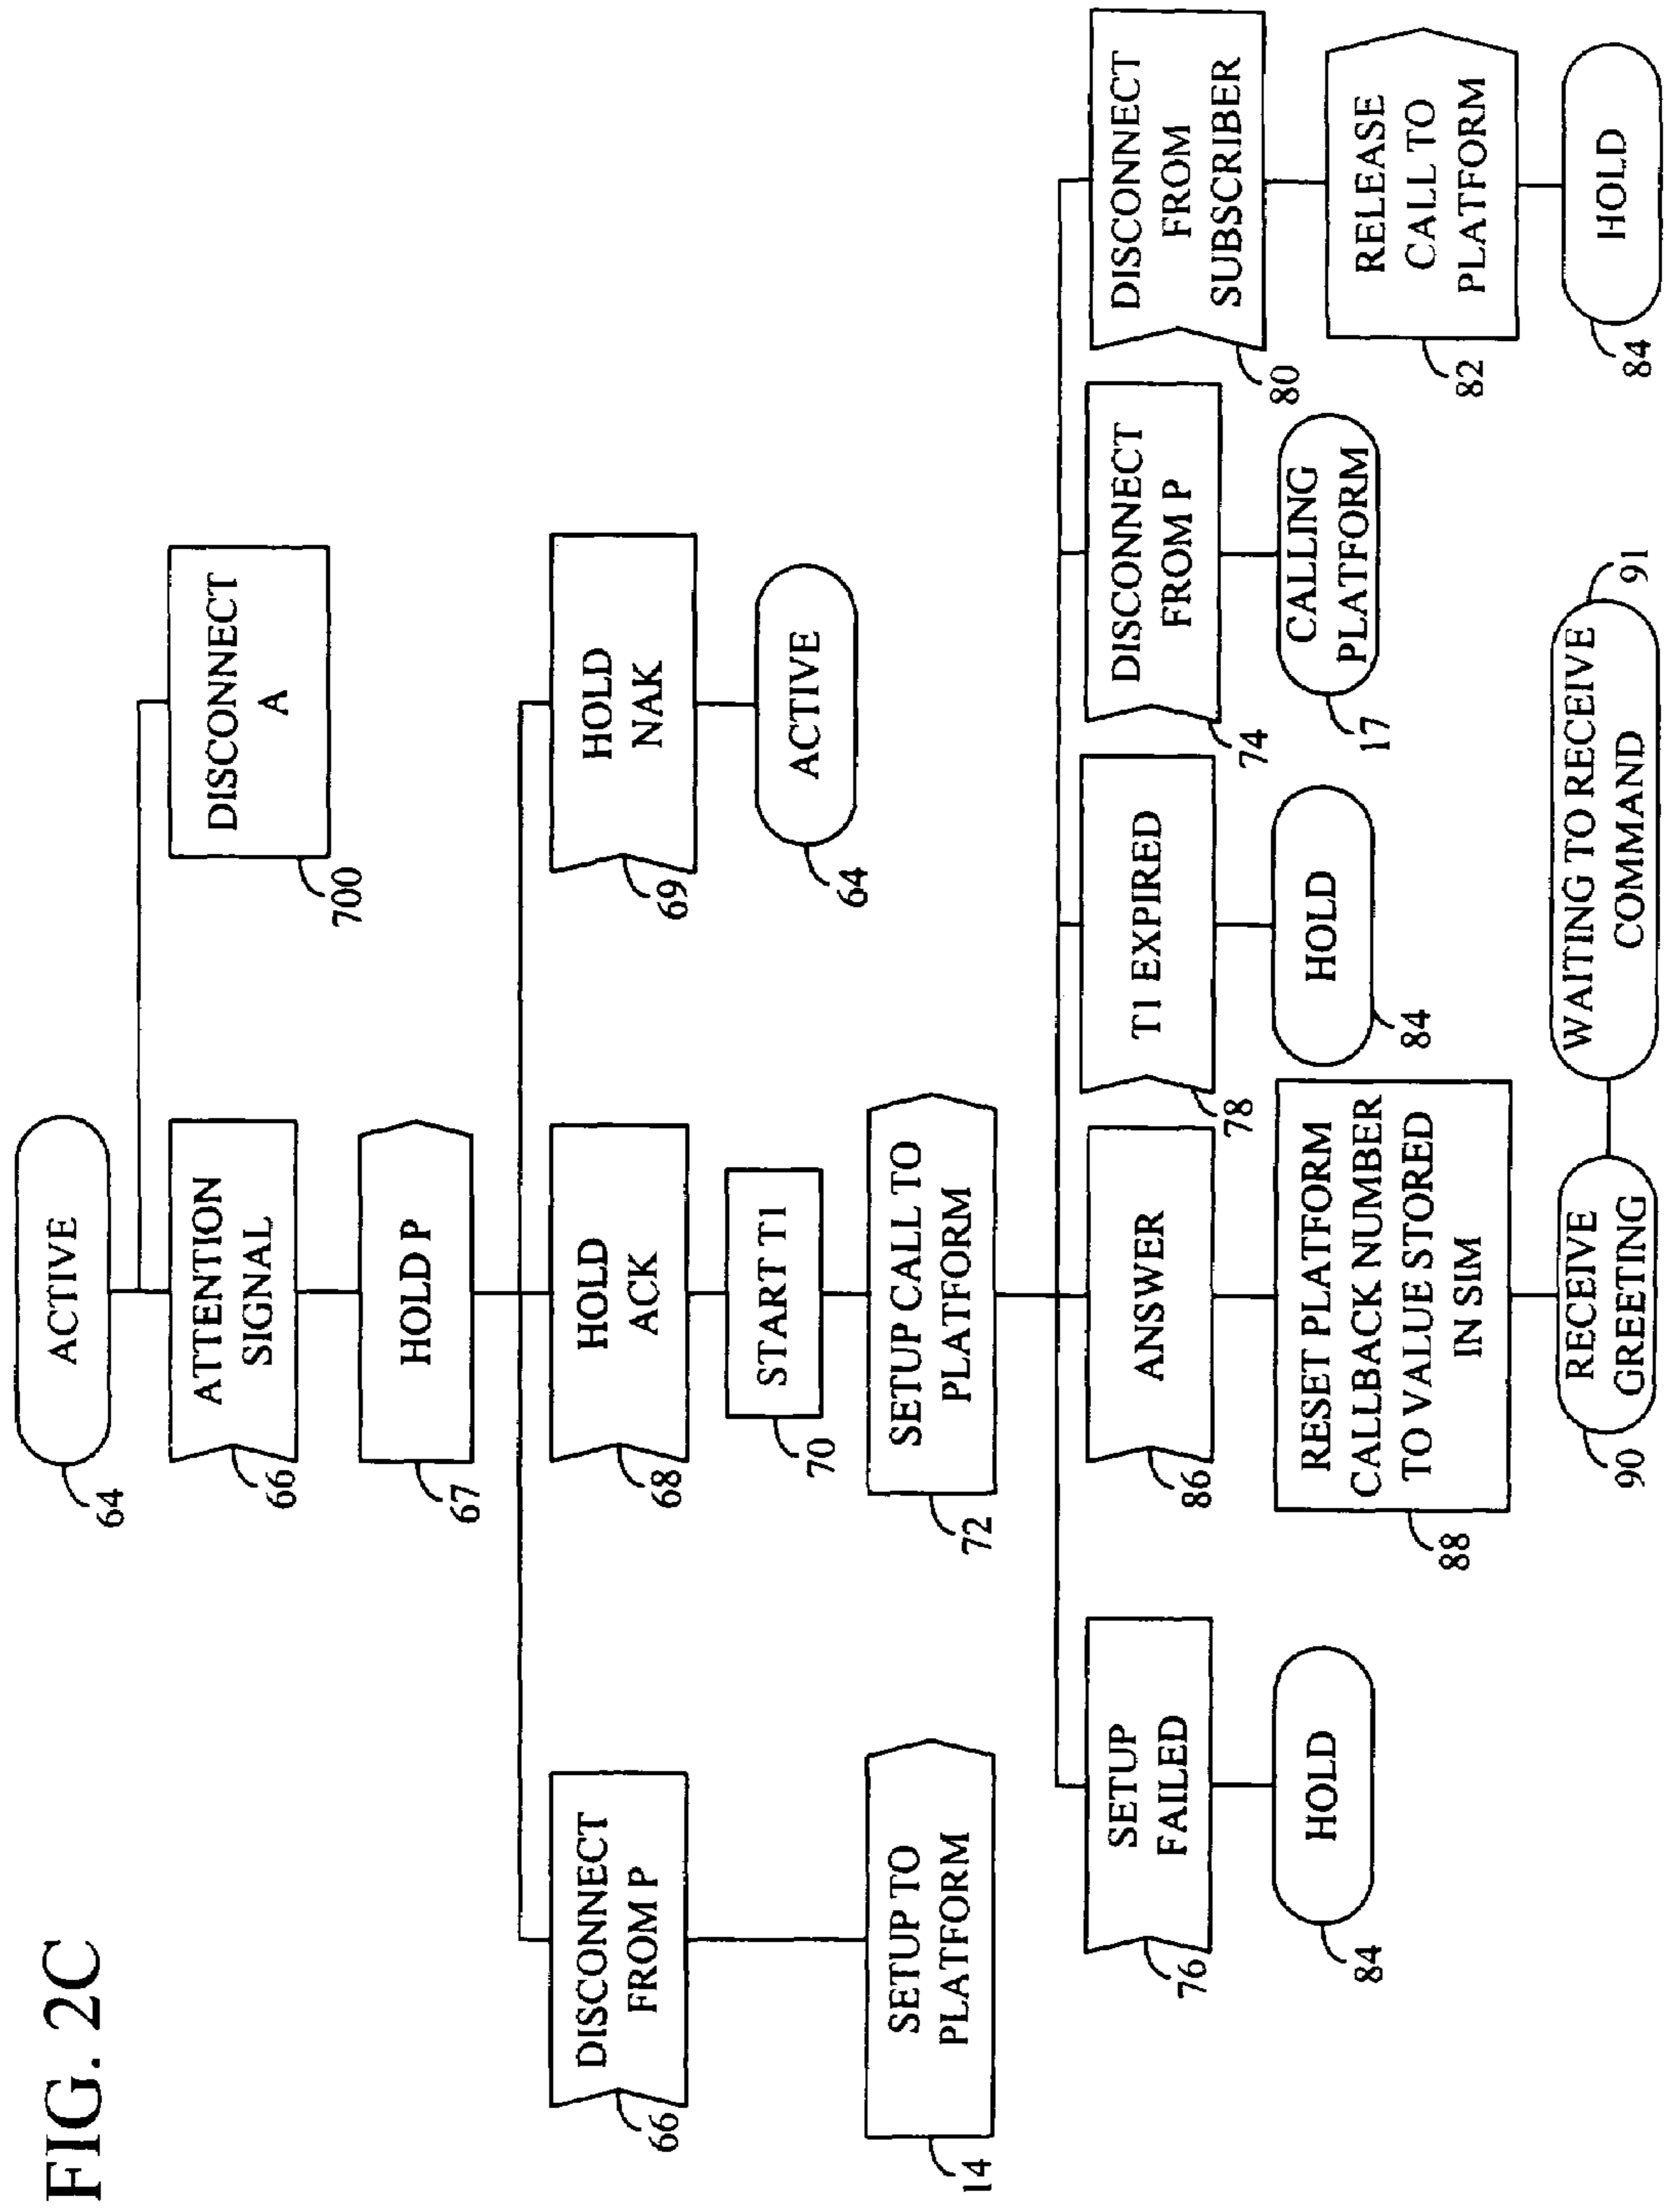 FIG. 2C
ACTIVE
64
ATTENTION
SIGNAL
66
DISCONNECT
A
700
HOLD P
67
DISCONNECT
FROM P
66
HOLD
ACK
68
HOLD
NAK
69
START T1
70
ACTIVE
64
SETUP TO
PLATFORM
14
SETUP CALL TO
PLATFORM
72
SETUP
FAILED
76
ANSWER
86
T1 EXPIRED
78
DISCONNECT
FROM P
74
DISCONNECT
FROM
SUBSCRIBER
80
HOLD
84
RESET PLATFORM
CALLBACK NUMBER
TO VALUE STORED
IN SIM
88
HOLD
84
CALLING
PLATFORM
17
RELEASE
CALL TO
PLATFORM
82
RECEIVE
GREETING
90
WAITING TO RECEIVE
COMMAND
91
HOLD
84